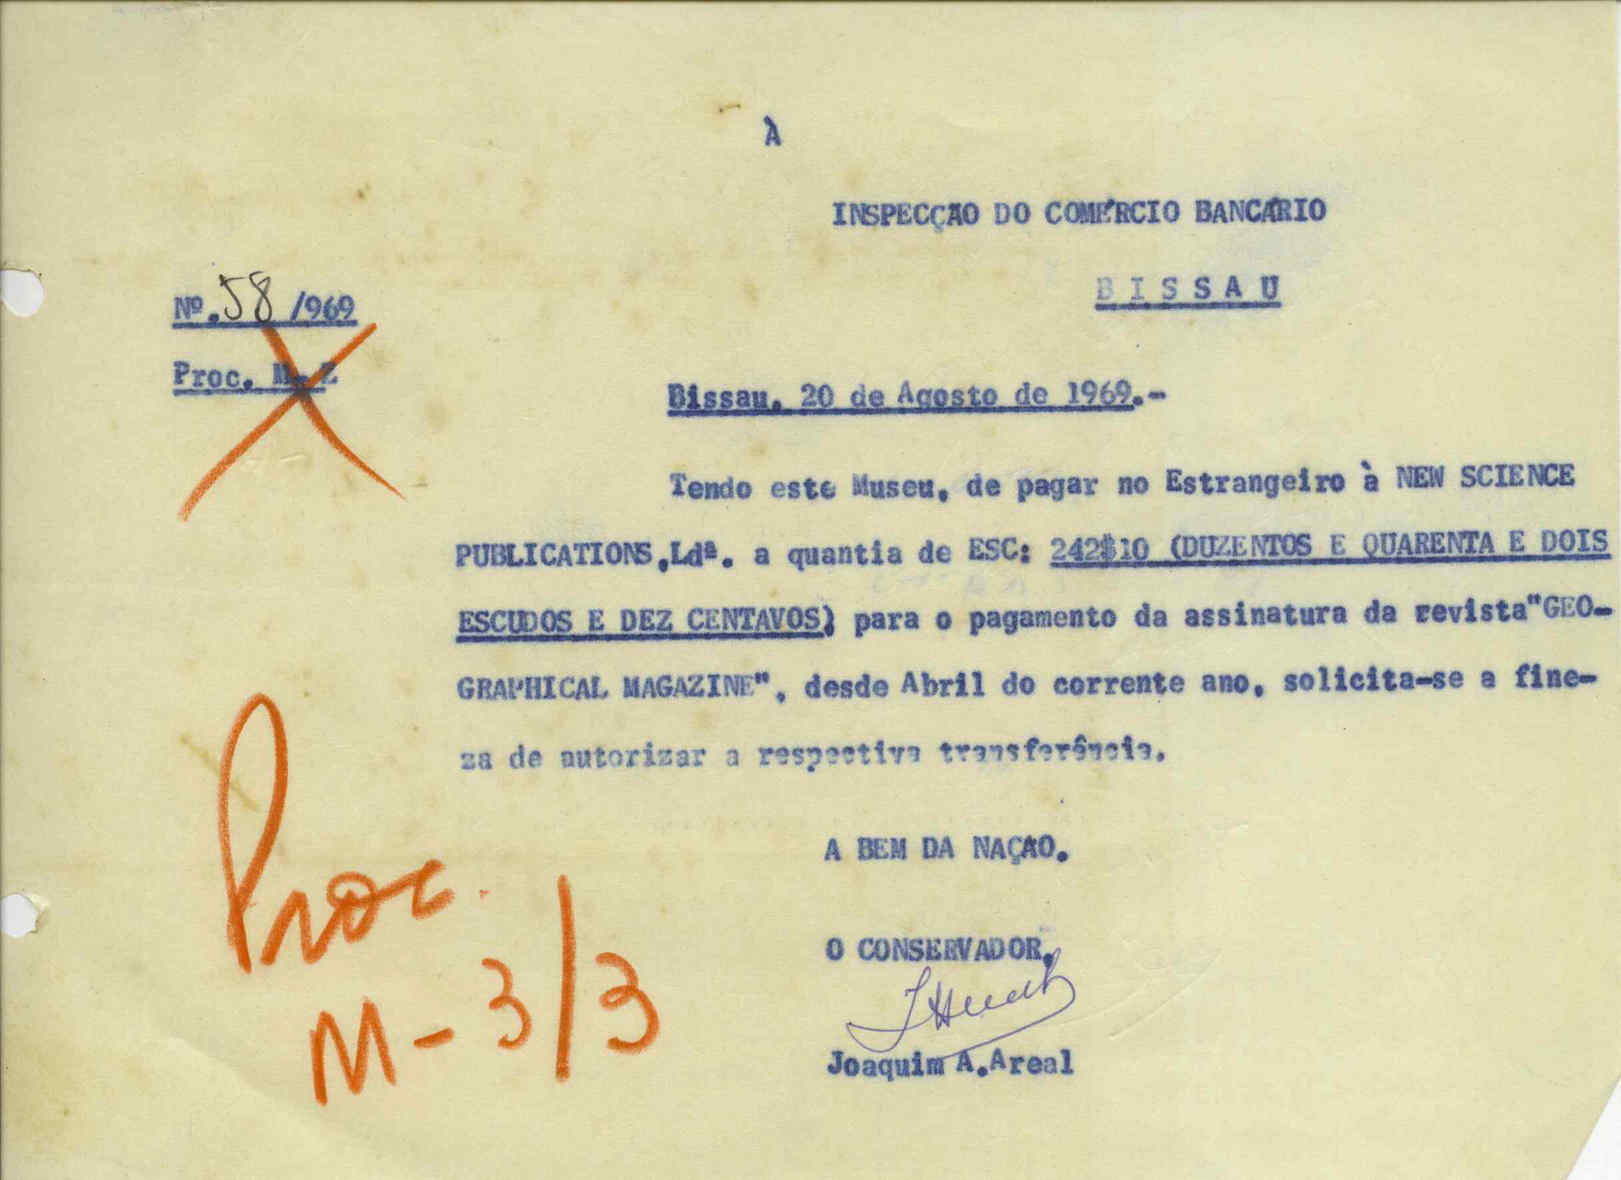 À
INSPECÇÃO DO COMÉRCIO BANCÁRIO
BISSAU
Nº.58/969
Proc. M-2
Bissau, 20 de Agosto de 1969.-
Tendo este Museu, de pagar no Estrangeiro à NEW SCIENCE
PUBLICATIONS,Ldª. a quantia de ESC: 242$10 (DUZENTOS E QUARENTA E DOIS
ESCUDOS E DEZ CENTAVOS) para o pagamento da assinatura da revista"GEO-
GRAPHICAL MAGAZINE", desde Abril do corrente ano, solicita-se a fine-
za de autorizar a respectiva transferência.
A BEM DA NAÇÃO.
O CONSERVADOR,
Joaquim A.Areal
Proc.
M-3/3